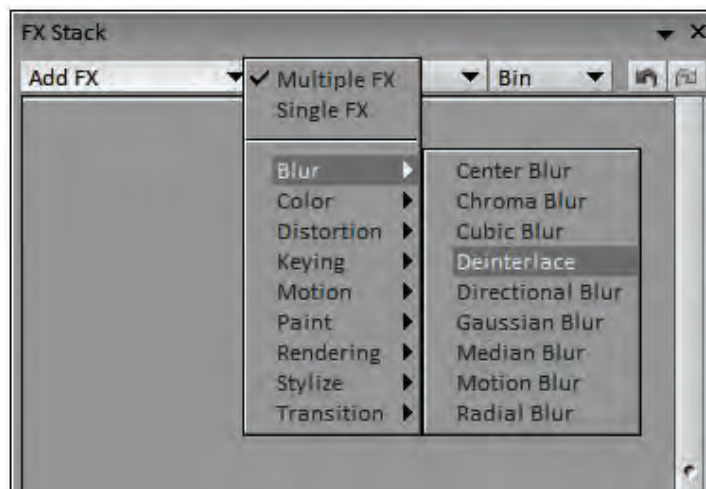 FX Stack
Add FX
Bin
Multiple FX
Single FX
Blur
Color
Distortion
Keying
Motion
Paint
Rendering
Stylize
Transition
Center Blur
Chroma Blur
Cubic Blur
Deinterlace
Directional Blur
Gaussian Blur
Median Blur
Motion Blur
Radial Blur